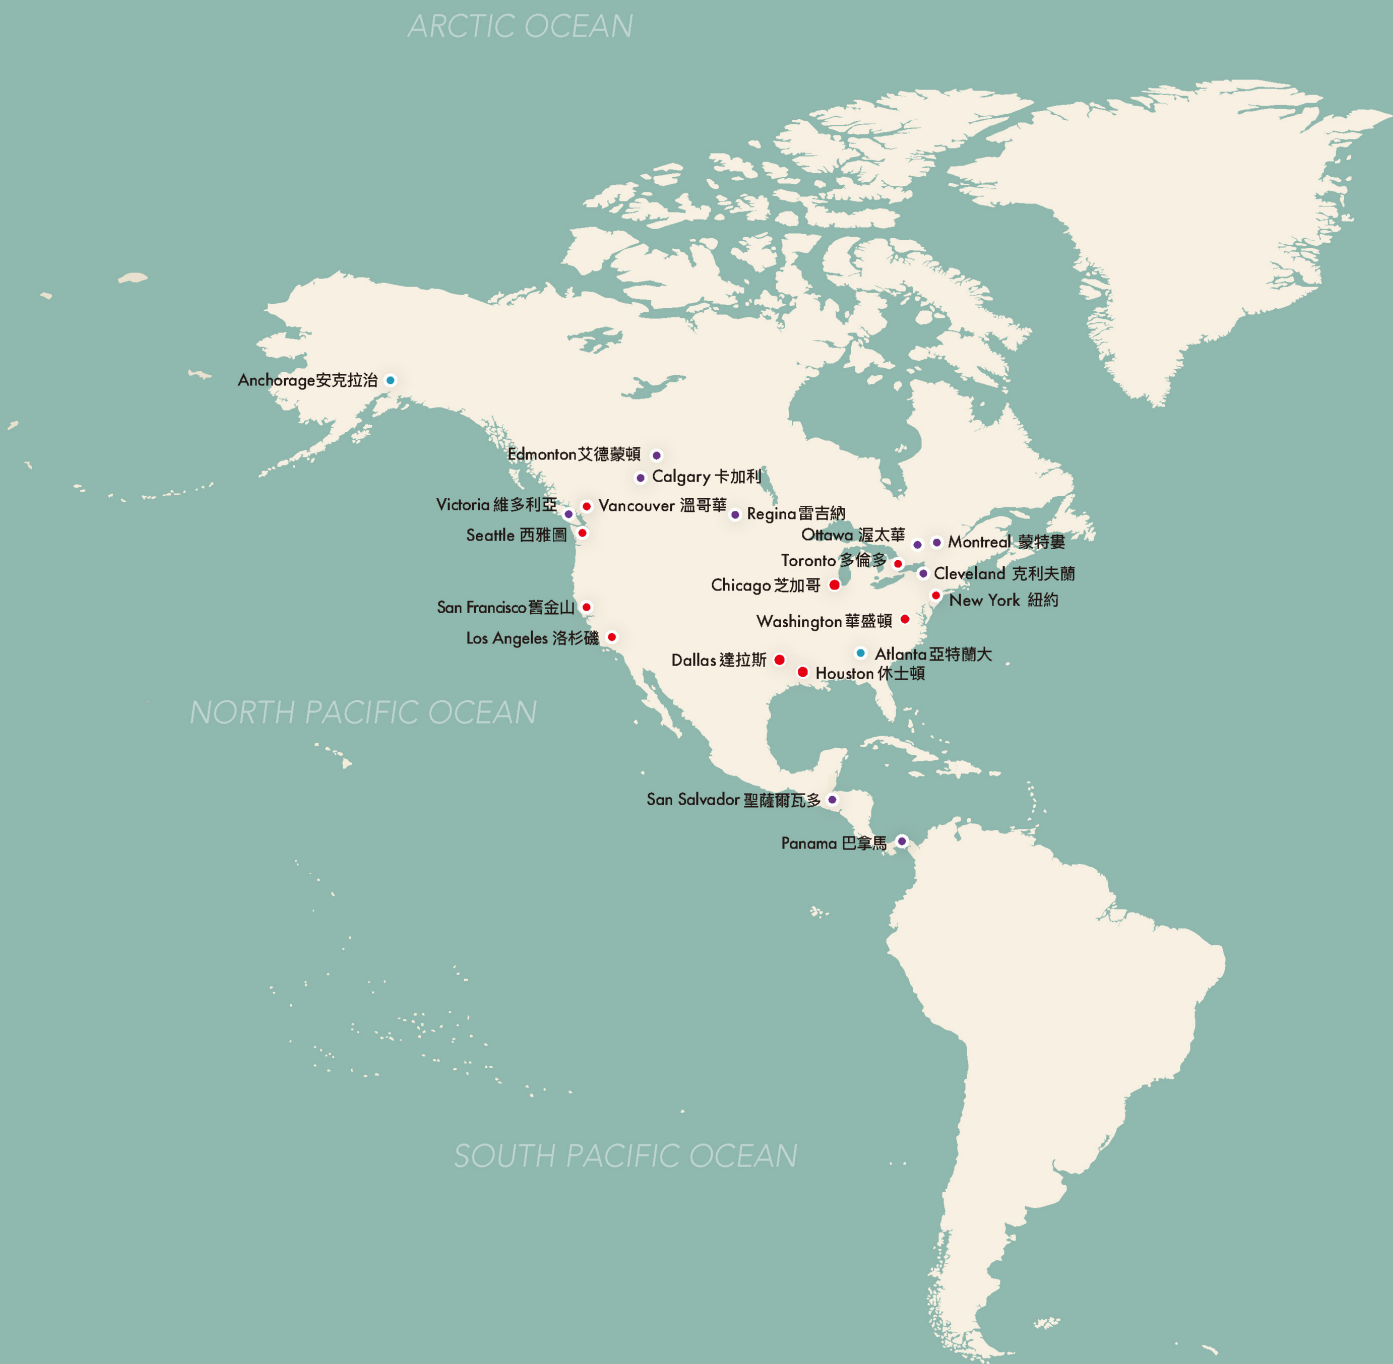 ARCTIC OCEAN
Anchorage安克拉治
Edmonton艾德蒙頓
Calgary 卡加利
Victoria 維多利亞
Vancouver 溫哥華
Regina雷吉納
Seattle 西雅圖
Ottawa 渥太華
Montreal 蒙特婁
Toronto 多倫多
Cleveland 克利夫蘭
Chicago 芝加哥
New York 紐約
San Francisco舊金山
Washington 華盛頓
Los Angeles 洛杉磯
Atlanta亞特蘭大
Dallas 達拉斯
Houston 休士頓
NORTH PACIFIC OCEAN
San Salvador 聖薩爾瓦多
Panama 巴拿馬
SOUTH PACIFIC OCEAN